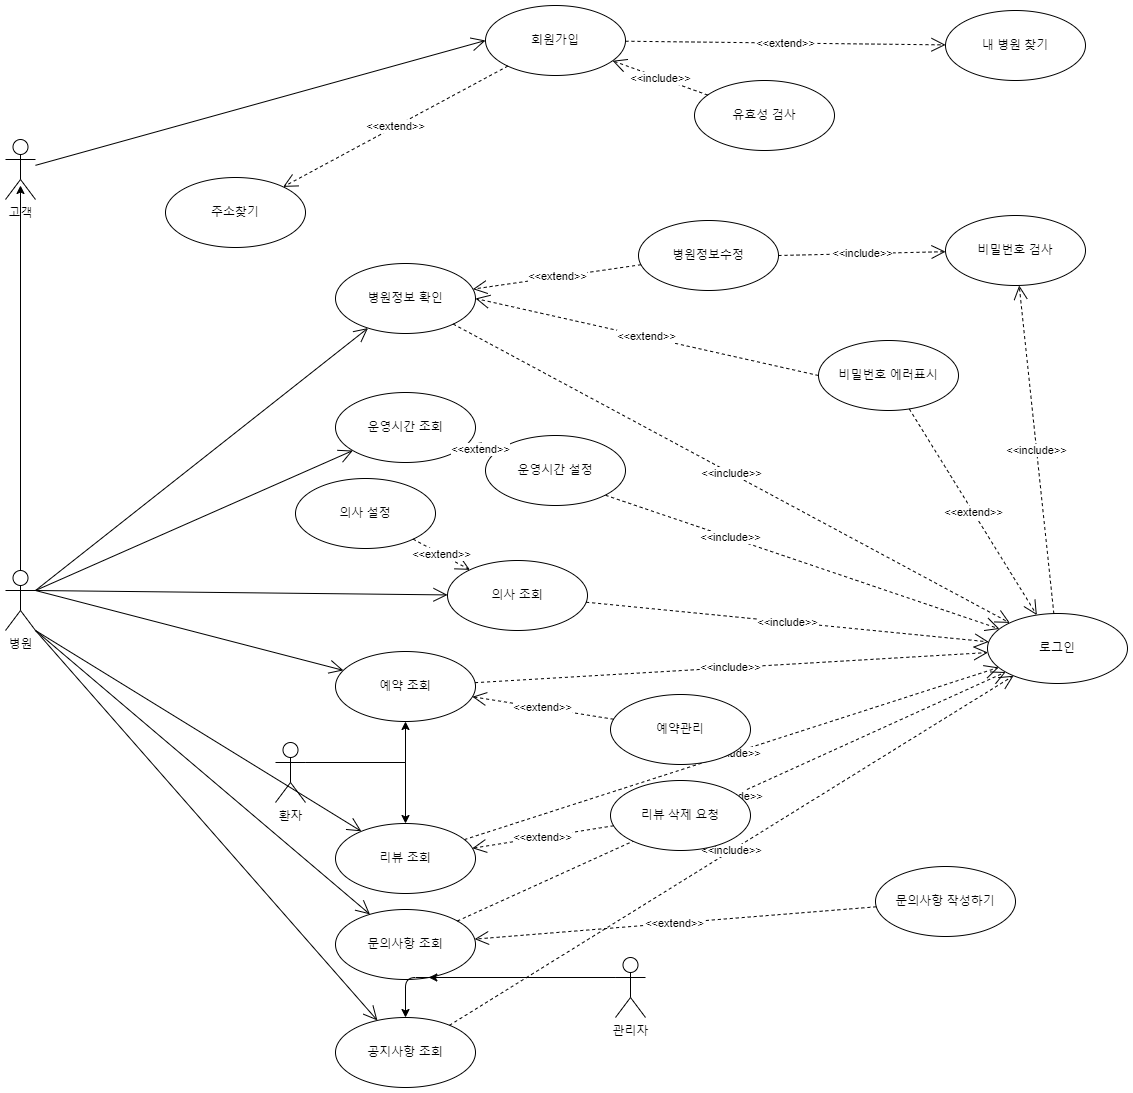 회원가입
<<extend>>
내 병원 찾기
<<include>>
유효성 검사
<<extend>>
고객
주소찾기
병원정보수정
<<include>>
비밀번호 검사
<<extend>>
병원정보 확인
<<extend>>
비밀번호 에러표시
운영시간 조회
<<extend>>
운영시간 설정
<<include>>
<<include>>
의사 설정
<<extend>>
<<include>>
<<extend>>
의사 조회
<<include>>
병원
로그인
예약 조회
<<include>>
<<extend>>
예약관리
ude>>
환자
de>>
리뷰 삭제 요청
<<extend>>
리뷰 조회
<<include>>
문의사항 작성하기
<<extend>>
문의사항 조회
관리자
공지사항 조회